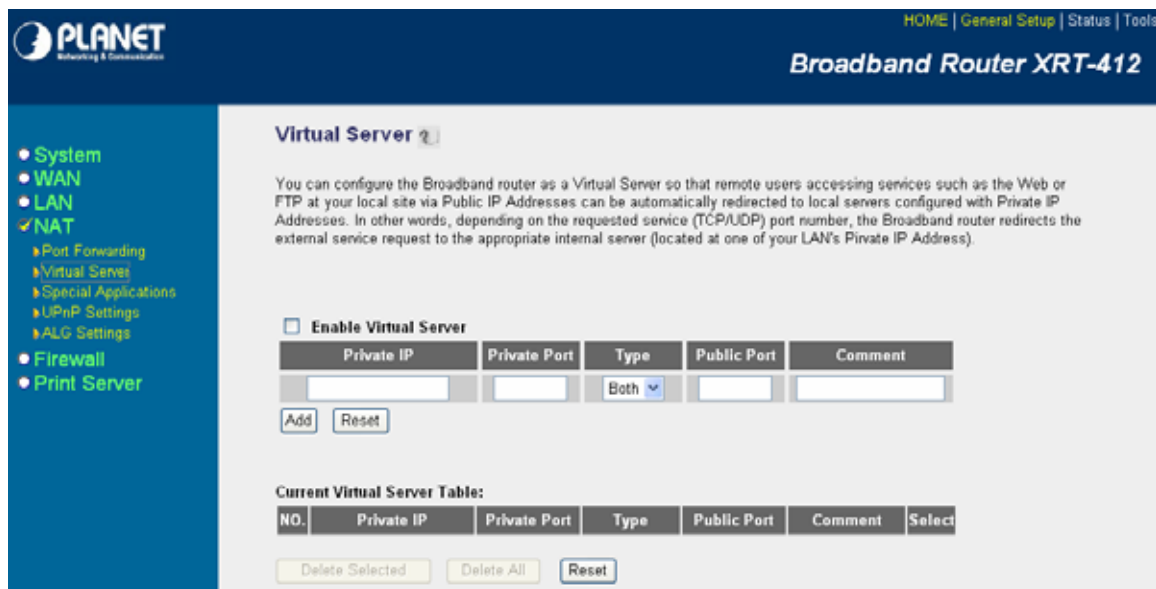 PLANET
Networking & Communication
HOME | General Setup | Status | Tools
Broadband Router XRT-412
System
WAN
LAN
NAT
Port Forwarding
Virtual Server
Special Applications
UPnP Settings
ALG Settings
Firewall
Print Server
Virtual Server
You can configure the Broadband router as a Virtual Server so that remote users accessing services such as the Web or
FTP at your local site via Public IP Addresses can be automatically redirected to local servers configured with Private IP
Addresses. In other words, depending on the requested service (TCP/UDP) port number, the Broadband router redirects the
external service request to the appropriate internal server (located at one of your LAN's Pirvate IP Address).
Enable Virtual Server
Private IP Private Port Type Public Port Comment
Both
Add Reset
Current Virtual Server Table:
NO. Private IP Private Port Type Public Port Comment Select
Delete Selected Delete All Reset